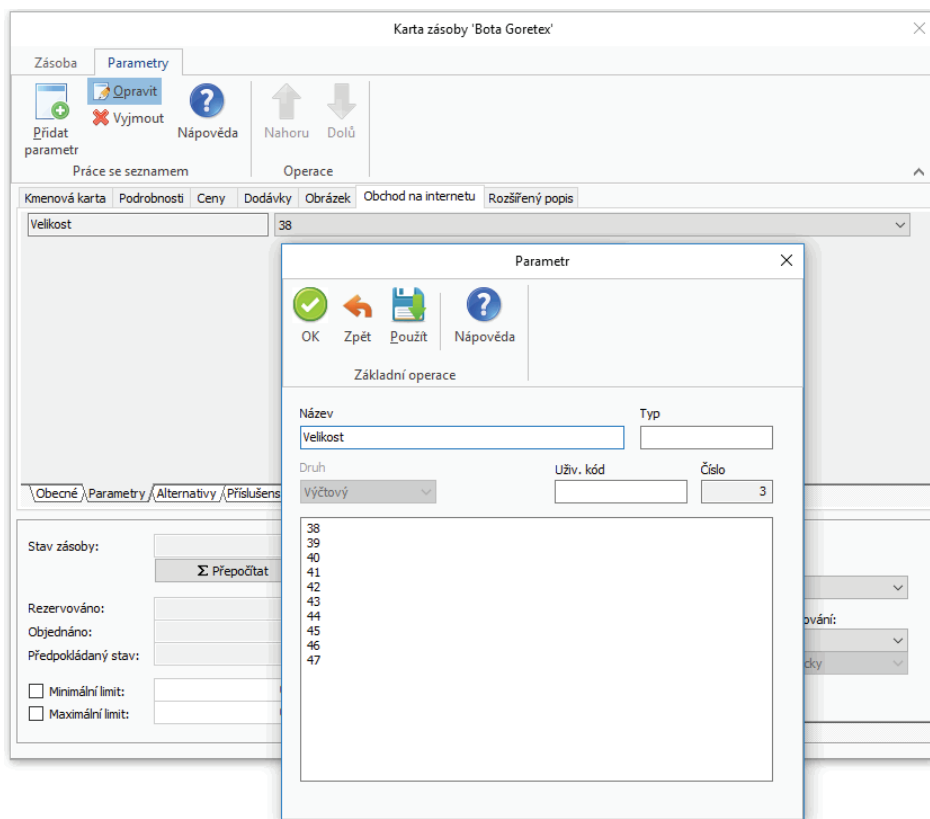 Karta zásoby 'Bota Goretex'
Zásoba Parametry
Přidat parametr
Opravit
Vyjmout
Nápověda
Nahoru Dolů
Práce se seznamem Operace
Kmenová karta Podrobnosti Ceny Dodávky Obrázek Obchod na internetu Rozšířený popis
Velikost 38
Parametr
OK Zpět Použít Nápověda
Základní operace
Název Typ
Velikost
Druh Uživ. kód Číslo
Výčtový 3
38
39
40
41
42
43
44
45
46
47
Obecné Parametry Alternativy
Stav zásoby:
Σ Přepočítat
Rezervováno:
Objednáno:
Předpokládaný stav:
Minimální limit:
Maximální limit: